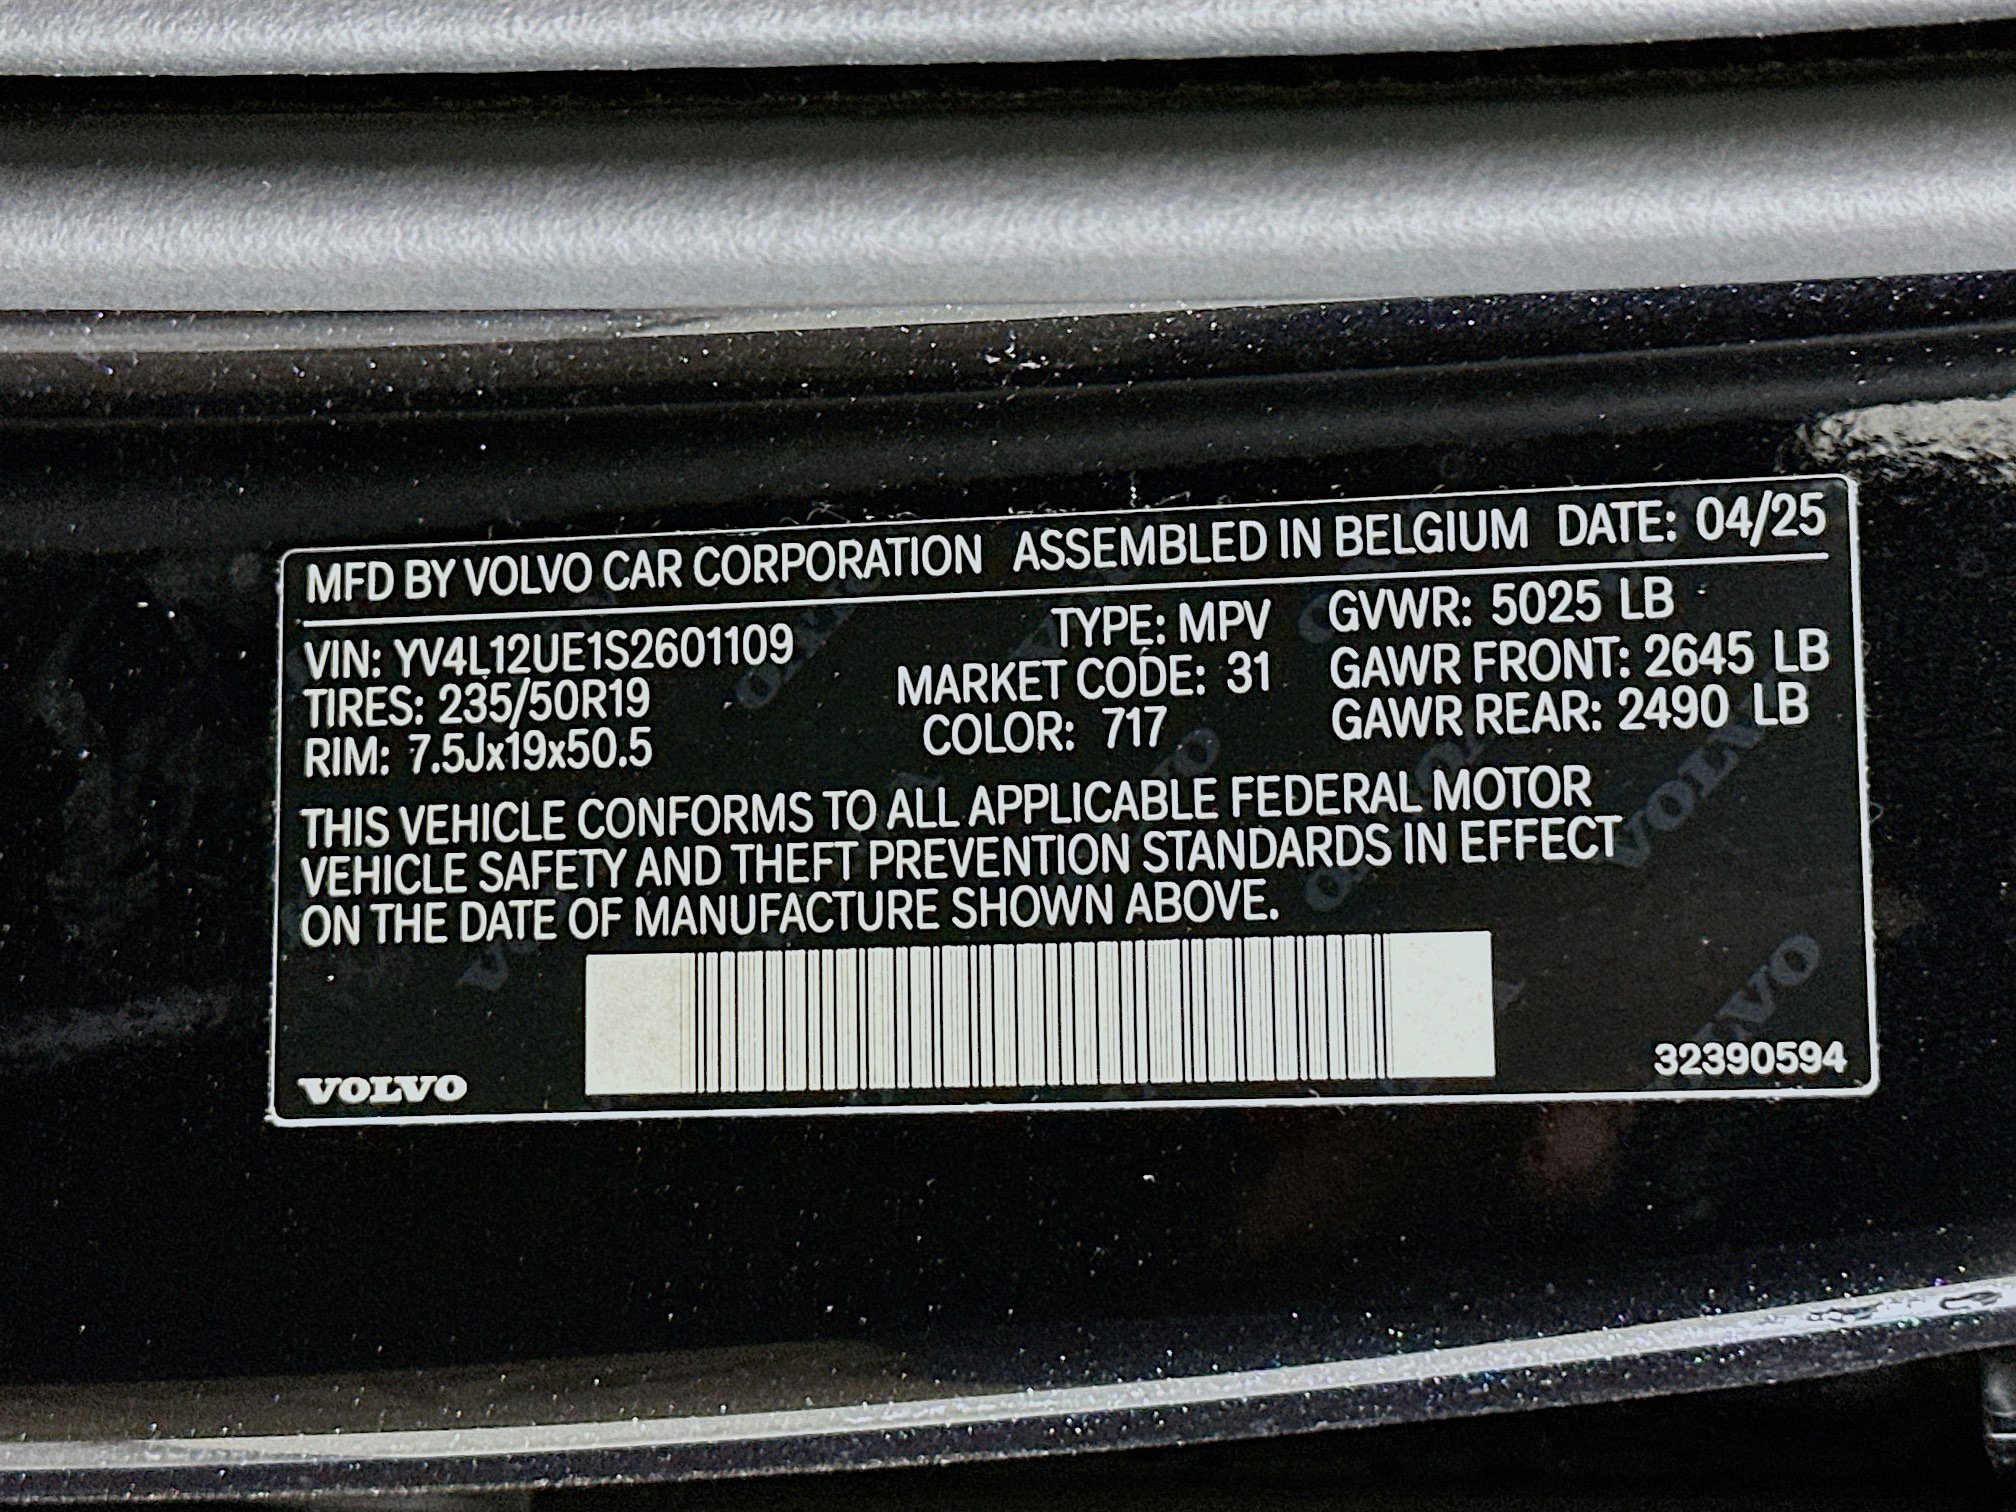 MFD BY VOLVO CAR CORPORATION ASSEMBLED IN BELGIUM DATE: 04/25
VIN: YV4L12UE1S2601109 TYPE: MPV GVWR: 5025 LB
TIRES: 235/50R19 MARKET CODE: 31 GAWR FRONT: 2645 LB
RIM: 7.5Jx19x50.5 COLOR: 717 GAWR REAR: 2490 LB
THIS VEHICLE CONFORMS TO ALL APPLICABLE FEDERAL MOTOR
VEHICLE SAFETY AND THEFT PREVENTION STANDARDS IN EFFECT
ON THE DATE OF MANUFACTURE SHOWN ABOVE.
VOLVO 32390594